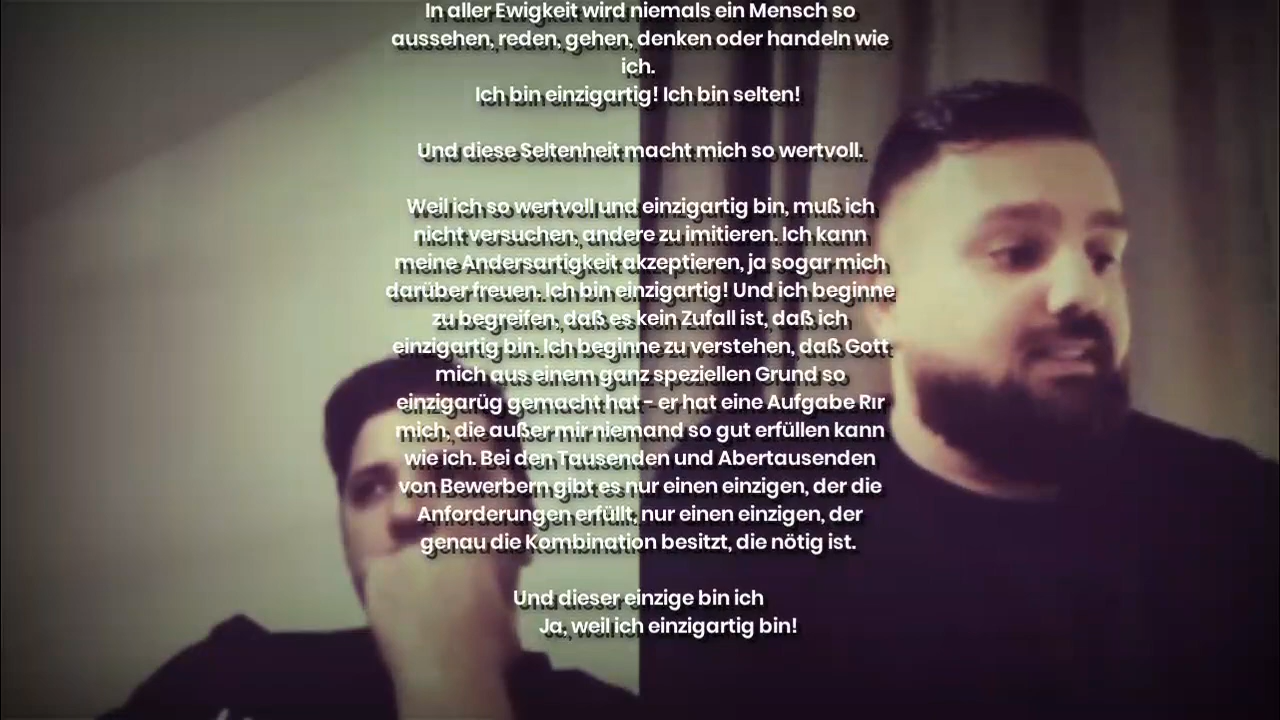 In aller Ewigkeit wird niemals ein Mensch so
aussehen, reden, gehen, denken oder handeln wie
ich.
Ich bin einzigartig! Ich bin selten!
Und diese Seltenheit macht mich so wertvoll.
Weil ich so wertvoll und einzigartig bin, muß ich
nicht versuchen, andere zu imitieren. Ich kann
meine Andersartigkeit akzeptieren, ja sogar mich
darüber freuen. Ich bin einzigartig! Und ich beginne
zu begreifen, daß es kein Zufall ist, daß ich
einzigartig bin. Ich beginne zu verstehen, daß Gott
mich aus einem ganz speziellen Grund so
einzigarüg gemacht hat - er hat eine Aufgabe Rır
mich, die außer mir niemand so gut erfüllen kann
wie ich. Bei den Tausenden und Abertausenden
von Bewerbern gibt es nur einen einzigen, der die
Anforderungen erfüllt, nur einen einzigen, der
genau die Kombination besitzt, die nötig ist.
Und dieser einzige bin ich
Ja, weil ich einzigartig bin!